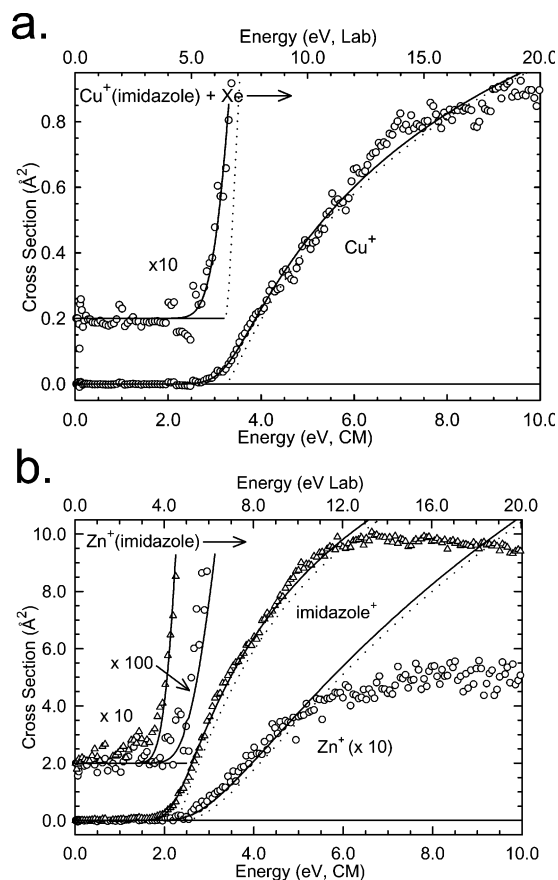 a.
Energy (eV, Lab)
0.0 5.0 10.0 15.0 20.0
Cu+(imidazole) + Xe
0.8
0.6
Cross Section (Å²)
0.4
x10
Cu+
0.2
0.0
0.0 2.0 4.0 6.0 8.0 10.0
Energy (eV, CM)
b.
Energy (eV Lab)
0.0 4.0 8.0 12.0 16.0 20.0
10.0
Zn+(imidazole)
8.0
imidazole+
6.0
Cross Section (Å²)
x 100
4.0
x 10
Zn+ (x 10)
2.0
0.0
0.0 2.0 4.0 6.0 8.0 10.0
Energy (eV, CM)